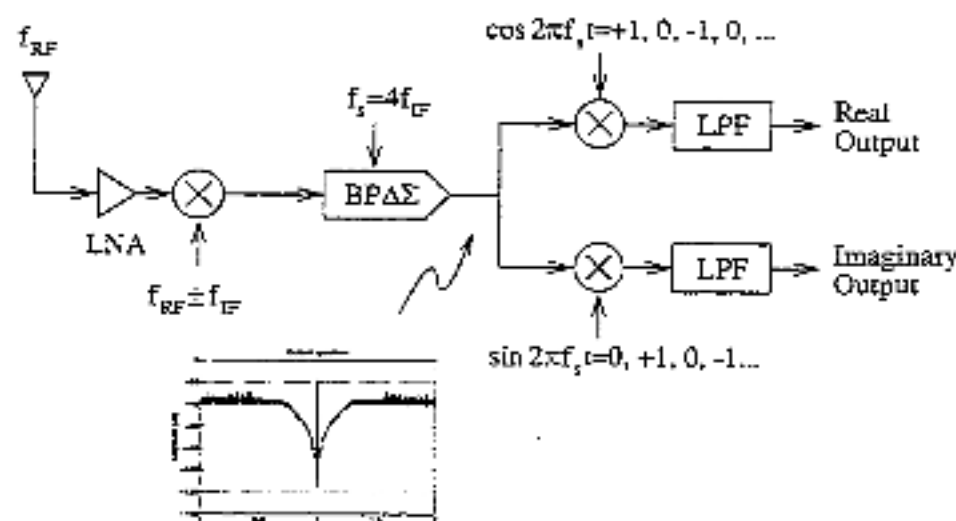 f_RF
LNA
f_RF ± f_IF
f_s=4f_IF
BPΔΣ
cos 2πf_s t=+1, 0, -1, 0, ...
LPF
Real
Output
sin 2πf_s t=0, +1, 0, -1...
LPF
Imaginary
Output